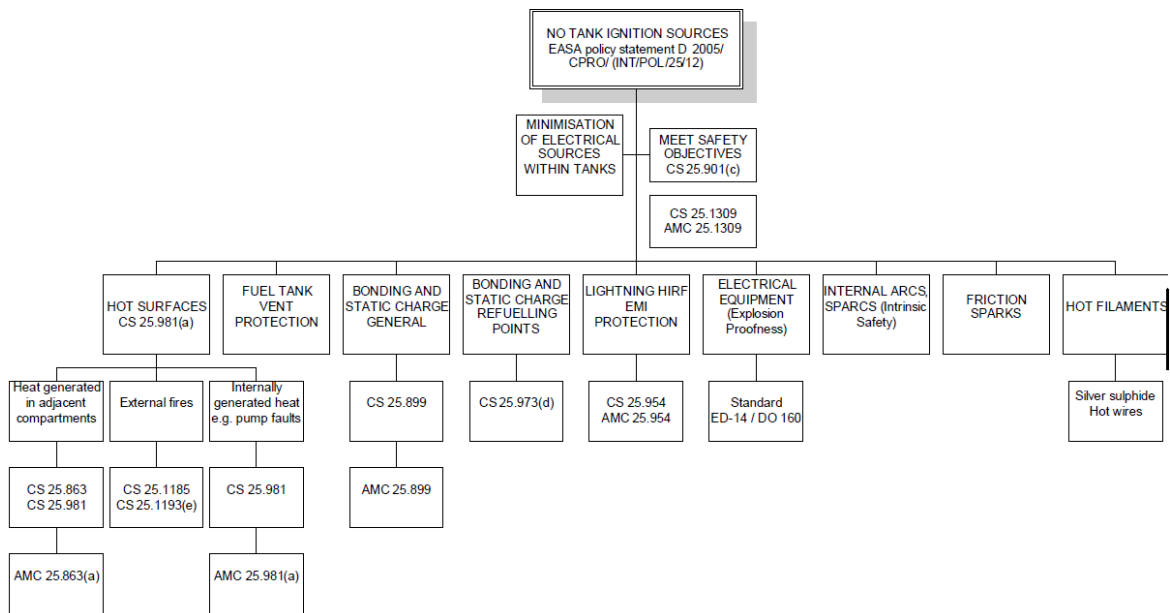 NO TANK IGNITION SOURCES
EASA policy statement D 2005/
CPRO/ (INT/POL/25/12)
MINIMISATION
OF ELECTRICAL
SOURCES
WITHIN TANKS
MEET SAFETY
OBJECTIVES
CS 25.901(c)
CS 25.1309
AMC 25.1309
HOT SURFACES
CS 25.981(a)
FUEL TANK
VENT
PROTECTION
BONDING AND
STATIC CHARGE
GENERAL
BONDING AND
STATIC CHARGE
REFUELLING
POINTS
LIGHTNING HIRF
EMI
PROTECTION
ELECTRICAL
EQUIPMENT
(Explosion
Proofness)
INTERNAL ARCS,
SPARCS (Intrinsic
Safety)
FRICTION
SPARKS
HOT FILAMENTS
Heat generated
in adjacent
compartments
External fires
Internally
generated heat
e.g. pump faults
CS 25.899
CS 25.973(d)
CS 25.954
AMC 25.954
Standard
ED-14 / DO 160
Silver sulphide
Hot wires
CS 25.863
CS 25.981
CS 25.1185
CS 25.1193(e)
CS 25.981
AMC 25.899
AMC 25.863(a)
AMC 25.981(a)